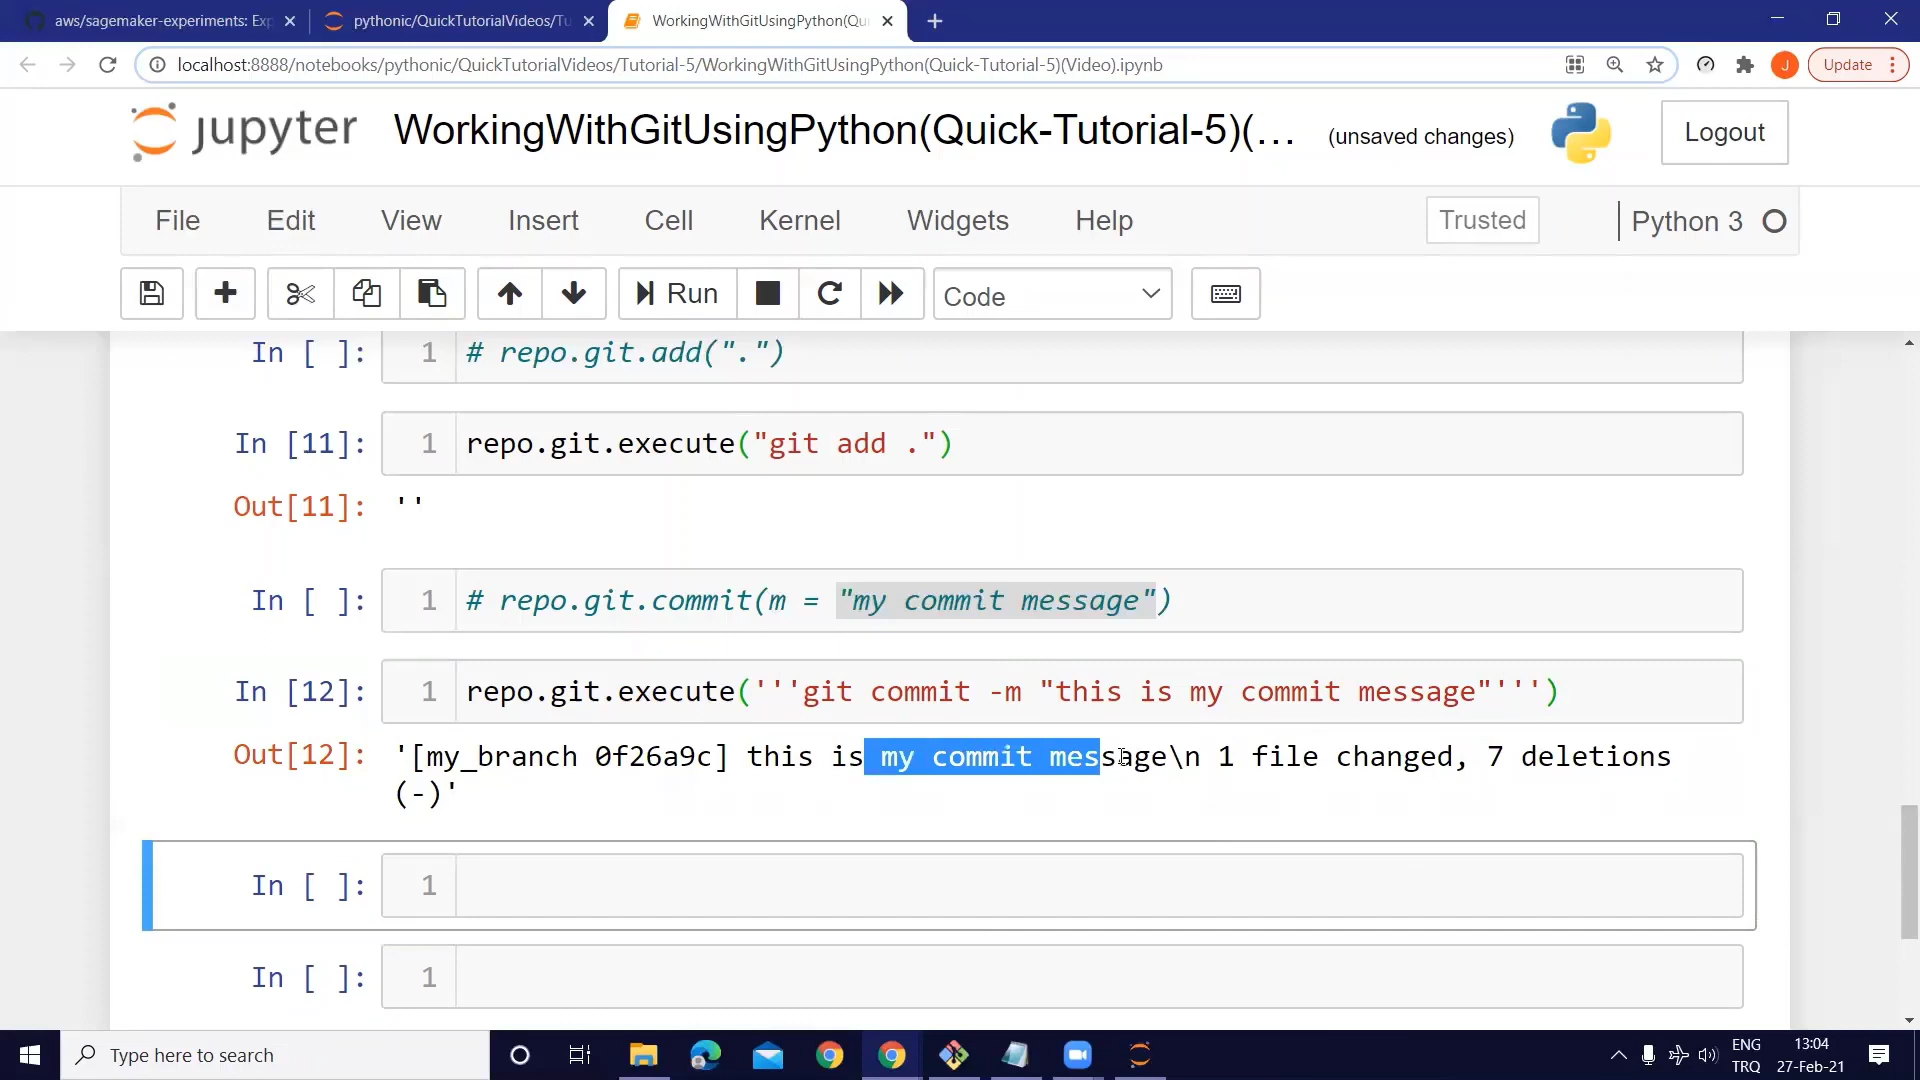 aws/sagemaker-experiments: Exp
pythonic/QuickTutorialVideos/Tu
WorkingWithGitUsingPython(Qu
localhost:8888/notebooks/pythonic/QuickTutorialVideos/Tutorial-5/WorkingWithGitUsingPython(Quick-Tutorial-5)(Video).ipynb
J
Update
jupyter WorkingWithGitUsingPython(Quick-Tutorial-5)(... (unsaved changes)
Logout
File Edit View Insert Cell Kernel Widgets Help
Trusted
Python 3
Run
Code
In [ ]: 1 # repo.git.add(".")
In [11]: 1 repo.git.execute("git add .")
Out[11]: ''
In [ ]: 1 # repo.git.commit(m = "my commit message")
In [12]: 1 repo.git.execute('''git commit -m "this is my commit message"''')
Out[12]: '[my_branch 0f26a9c] this is my commit message\n 1 file changed, 7 deletions
(-)'
In [ ]: 1
In [ ]: 1
Type here to search
ENG
TRQ
13:04
27-Feb-21